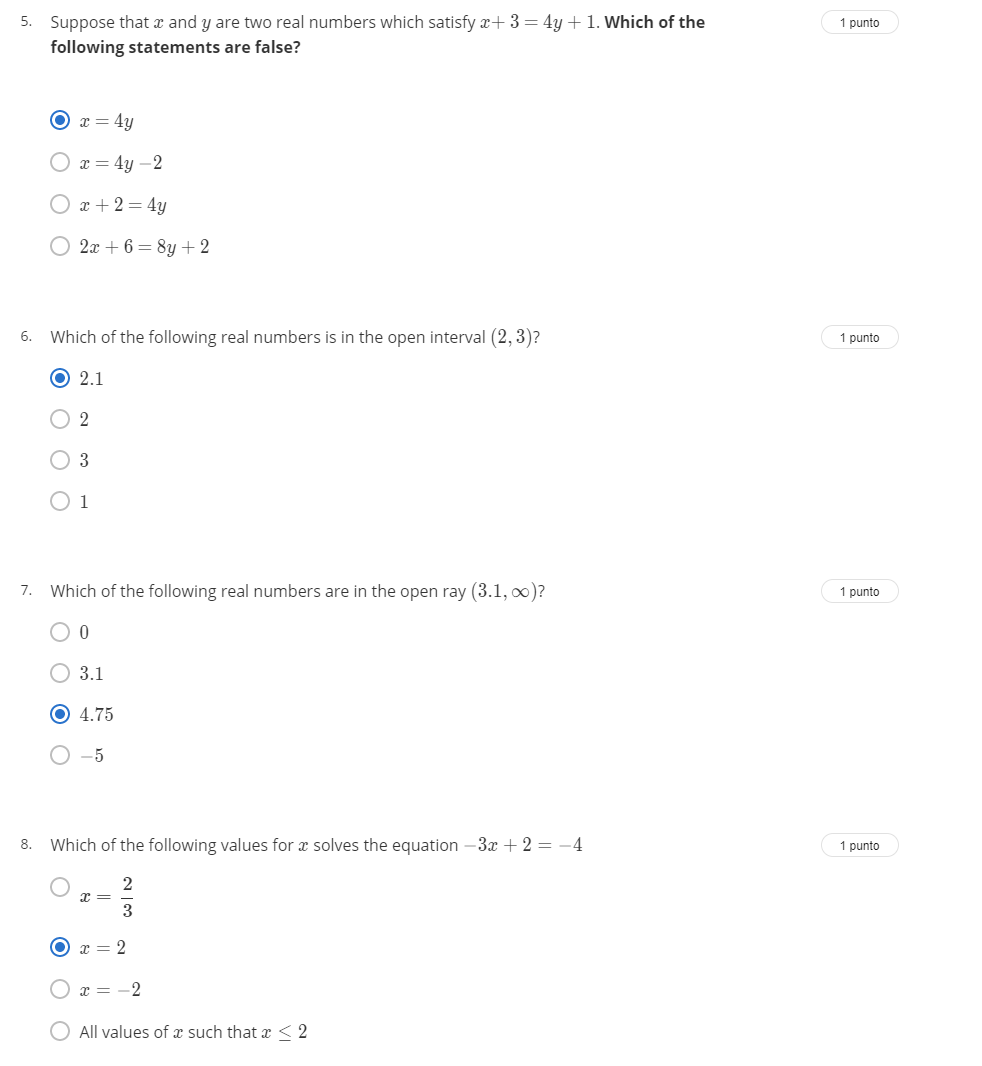 5. Suppose that x and y are two real numbers which satisfy x+ 3 = 4y + 1. Which of the 1 punto
following statements are false?
x = 4y
x = 4y −2
x + 2 = 4y
2x + 6 = 8y + 2
6. Which of the following real numbers is in the open interval (2, 3)? 1 punto
2.1
2
3
1
7. Which of the following real numbers are in the open ray (3.1, ∞)? 1 punto
0
3.1
4.75
−5
8. Which of the following values for x solves the equation −3x + 2 = −4 1 punto
x = 2/3
x = 2
x = −2
All values of x such that x ≤ 2